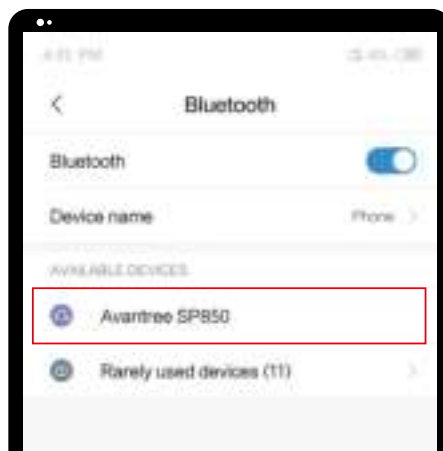 Bluetooth
Bluetooth
Device name Phone
AVAILABLE DEVICES
Avantree SP850
Rarely used devices (11)